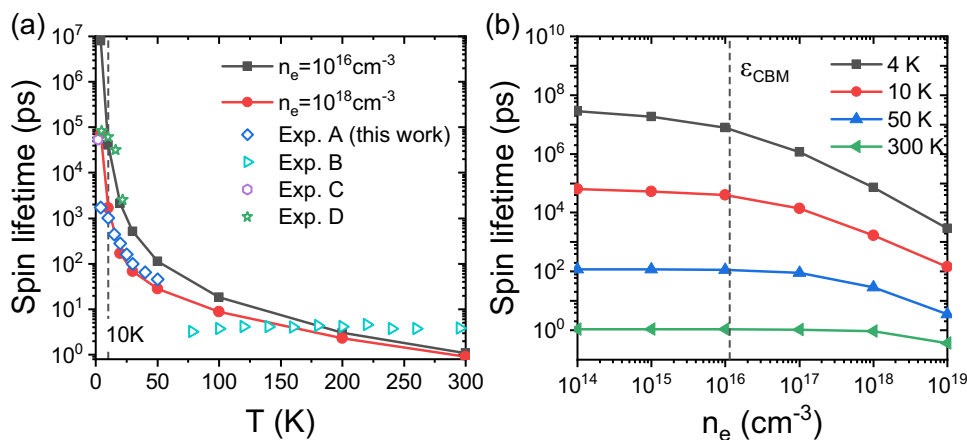 (a)
Spin lifetime (ps)
10⁷
10⁶
10⁵
10⁴
10³
10²
10¹
10⁰
n_e=10¹⁶cm⁻³
n_e=10¹⁸cm⁻³
Exp. A (this work)
Exp. B
Exp. C
Exp. D
10K
0 50 100 150 200 250 300
T (K)
(b)
Spin lifetime (ps)
10¹⁰
10⁸
10⁶
10⁴
10²
10⁰
ε_CBM
4 K
10 K
50 K
300 K
10¹⁴ 10¹⁵ 10¹⁶ 10¹⁷ 10¹⁸ 10¹⁹
n_e (cm⁻³)